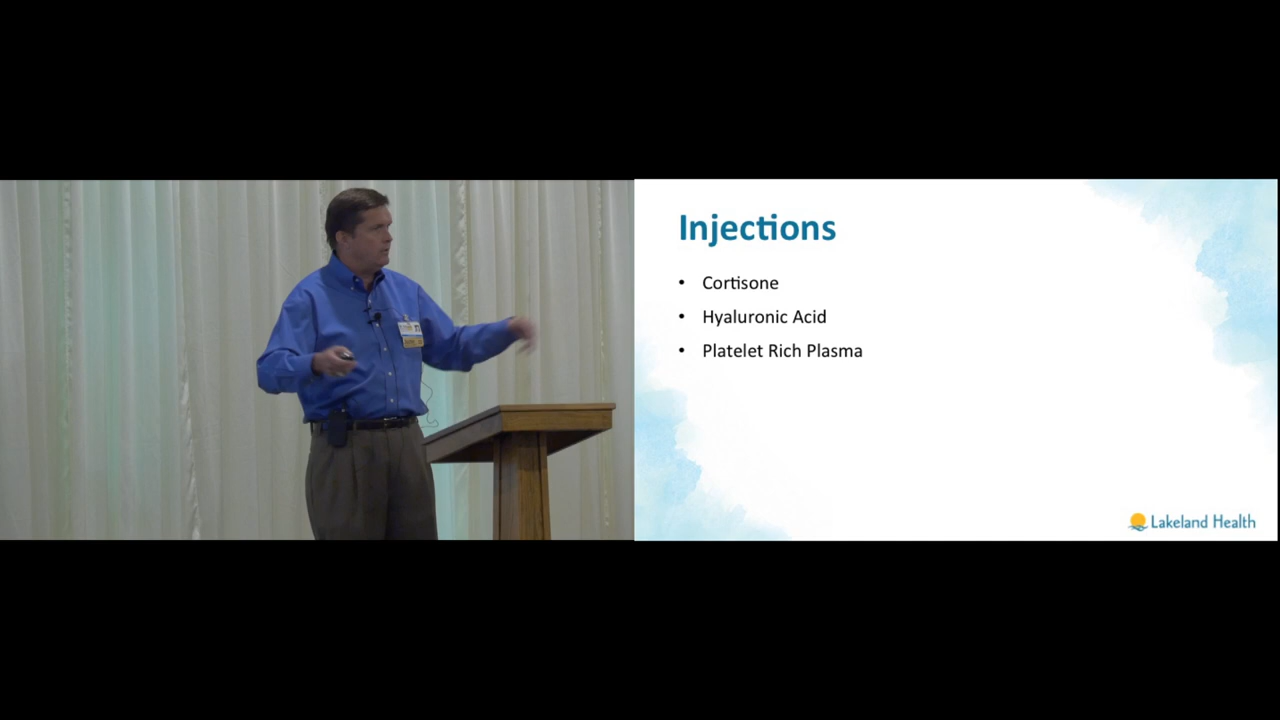 Injections
• Cortisone
• Hyaluronic Acid
• Platelet Rich Plasma
Lakeland Health